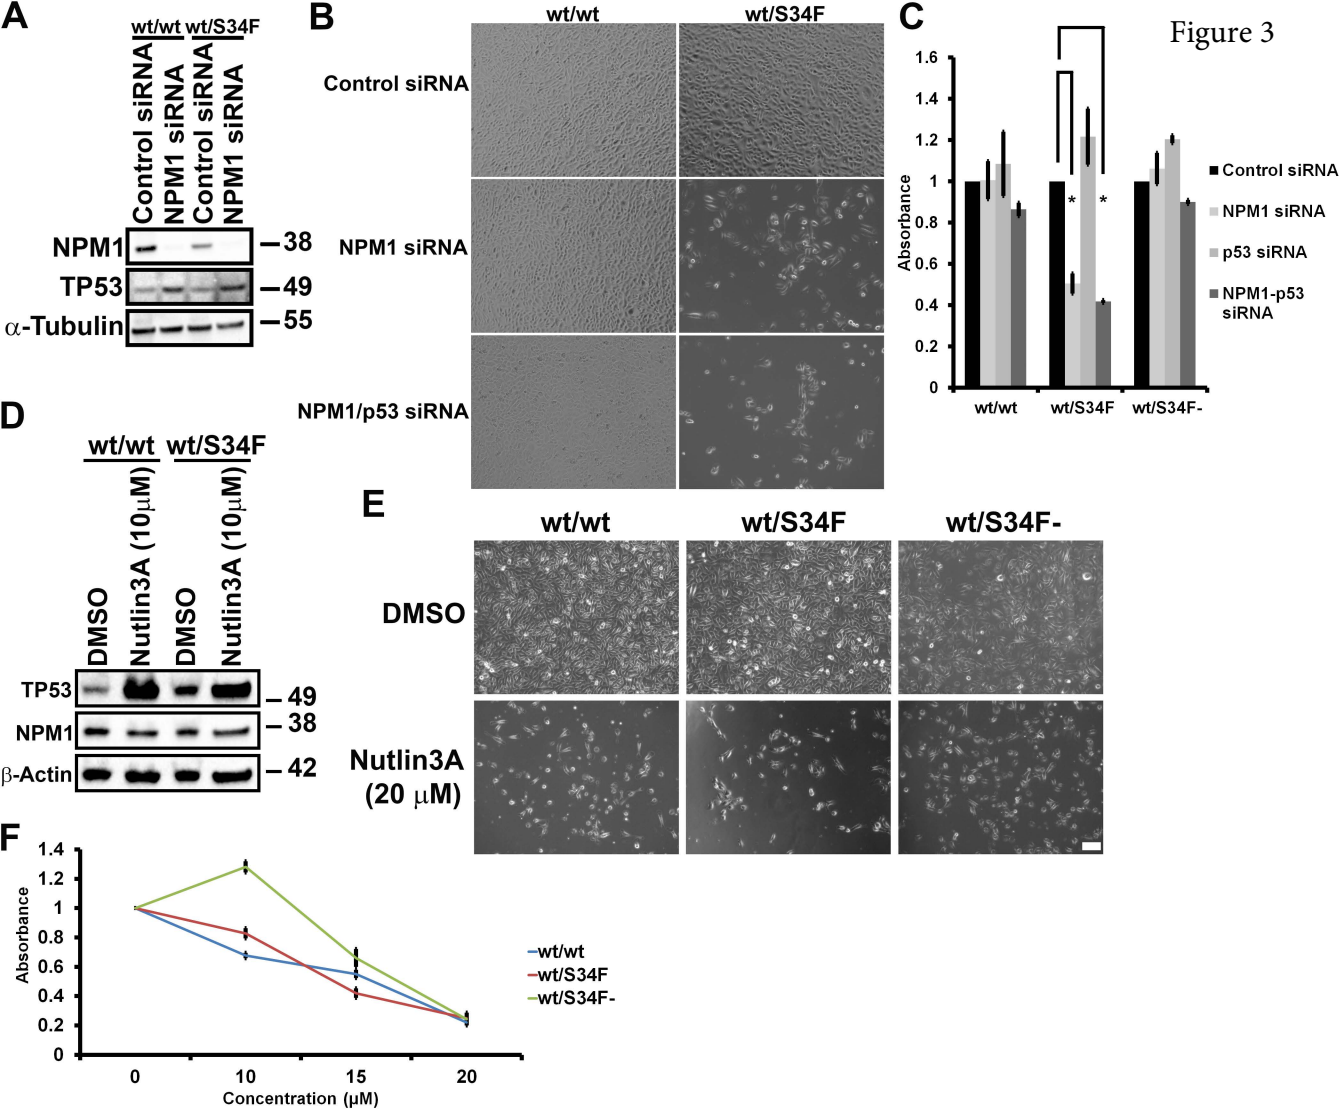 A
wt/wt wt/S34F
Control siRNA
NPM1 siRNA
Control siRNA
NPM1 siRNA
NPM1
38
TP53
49
α-Tubulin
55
B
wt/wt
wt/S34F
Control siRNA
NPM1 siRNA
NPM1/p53 siRNA
C
Figure 3
1.6
1.4
1.2
1
0.8
0.6
0.4
0.2
0
Absorbance
*
*
wt/wt
wt/S34F
wt/S34F-
Control siRNA
NPM1 siRNA
p53 siRNA
NPM1-p53
siRNA
D
wt/wt wt/S34F
DMSO
Nutlin3A (10μM)
DMSO
Nutlin3A (10μM)
TP53
49
NPM1
38
β-Actin
42
E
wt/wt
wt/S34F
wt/S34F-
DMSO
Nutlin3A
(20 μM)
F
1.4
1.2
1
0.8
0.6
0.4
0.2
0
Absorbance
0
10
15
20
Concentration (μM)
wt/wt
wt/S34F
wt/S34F-